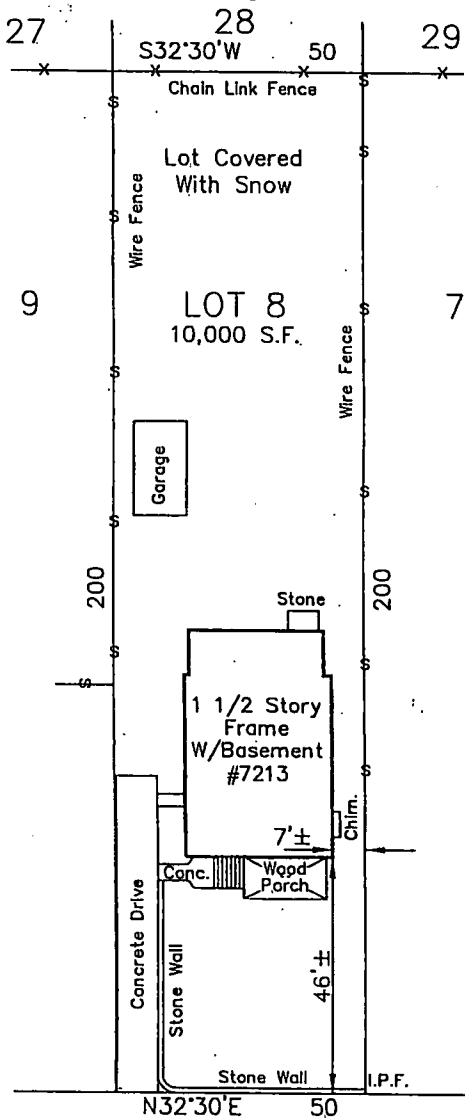 27
28
29
S32°30'W
50
Chain Link Fence
Lot Covered
With Snow
Wire Fence
9
LOT 8
10,000 S.F.
7
Wire Fence
Garage
200
200
Stone
1 1/2 Story
Frame
W/Basement
#7213
7'±
Chim.
Conc.
Wood
Porch
Concrete Drive
Stone Wall
46'±
Stone Wall
I.P.F.
N32°30'E
50